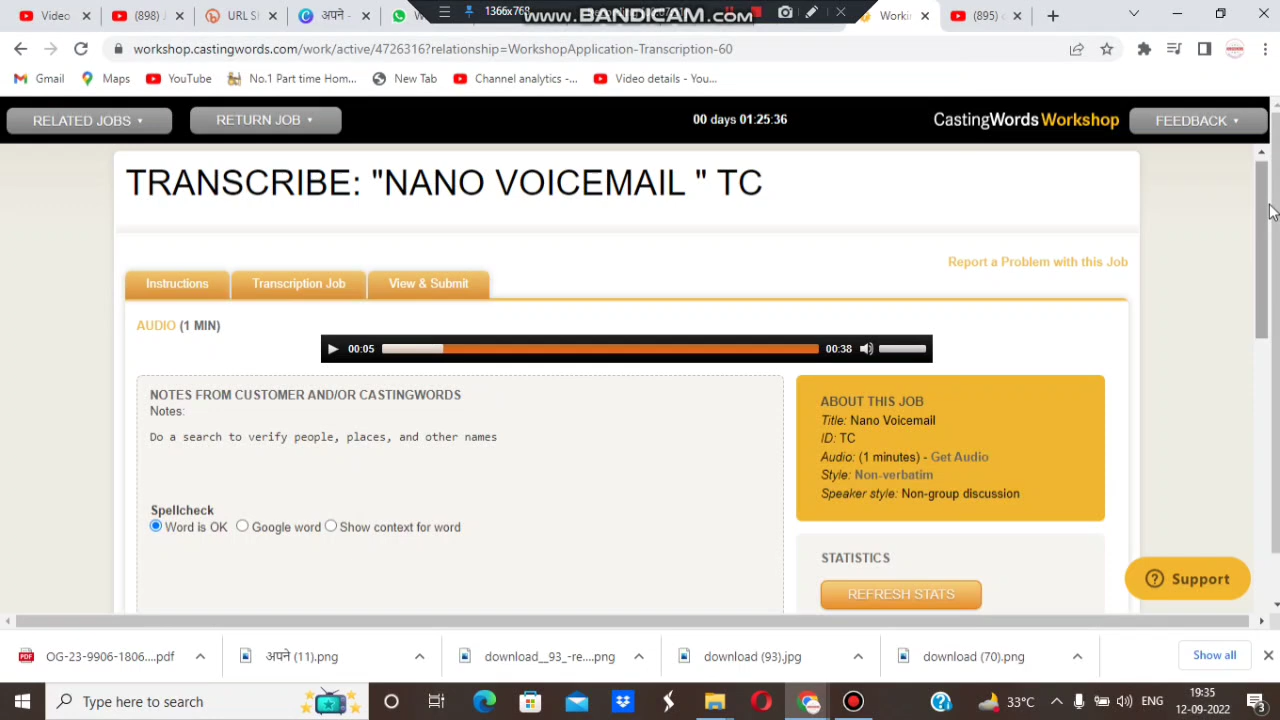 Video
(898)
URL S
अपने -
1366x768
www.BANDICAM.com
Workin
(895) c
workshop.castingwords.com/work/active/4726316?relationship=WorkshopApplication-Transcription-60
Gmail
Maps
YouTube
No.1 Part time Hom...
New Tab
Channel analytics -...
Video details - You...
RELATED JOBS
RETURN JOB
00 days 01:25:36
CastingWords Workshop
FEEDBACK
TRANSCRIBE: "NANO VOICEMAIL " TC
Report a Problem with this Job
Instructions
Transcription Job
View & Submit
AUDIO (1 MIN)
00:05
00:38
NOTES FROM CUSTOMER AND/OR CASTINGWORDS
Notes:
Do a search to verify people, places, and other names
Spellcheck
Word is OK Google word Show context for word
ABOUT THIS JOB
Title: Nano Voicemail
ID: TC
Audio: (1 minutes) - Get Audio
Style: Non-verbatim
Speaker style: Non-group discussion
STATISTICS
REFRESH STATS
Support
OG-23-9906-1806....pdf
अपने (11).png
download__93_-re....png
download (93).jpg
download (70).png
Show all
Type here to search
33°C
ENG
19:35
12-09-2022
3